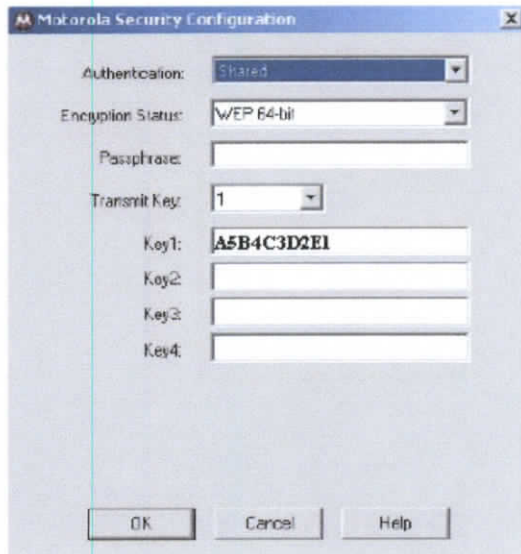 Motorola Security Configuration
Authentication: Shared
Encryption Status: WEP 64-bit
Passphrase:
Transmit Key: 1
Key1: A5B4C3D2E1
Key2:
Key3:
Key4:
OK Cancel Help